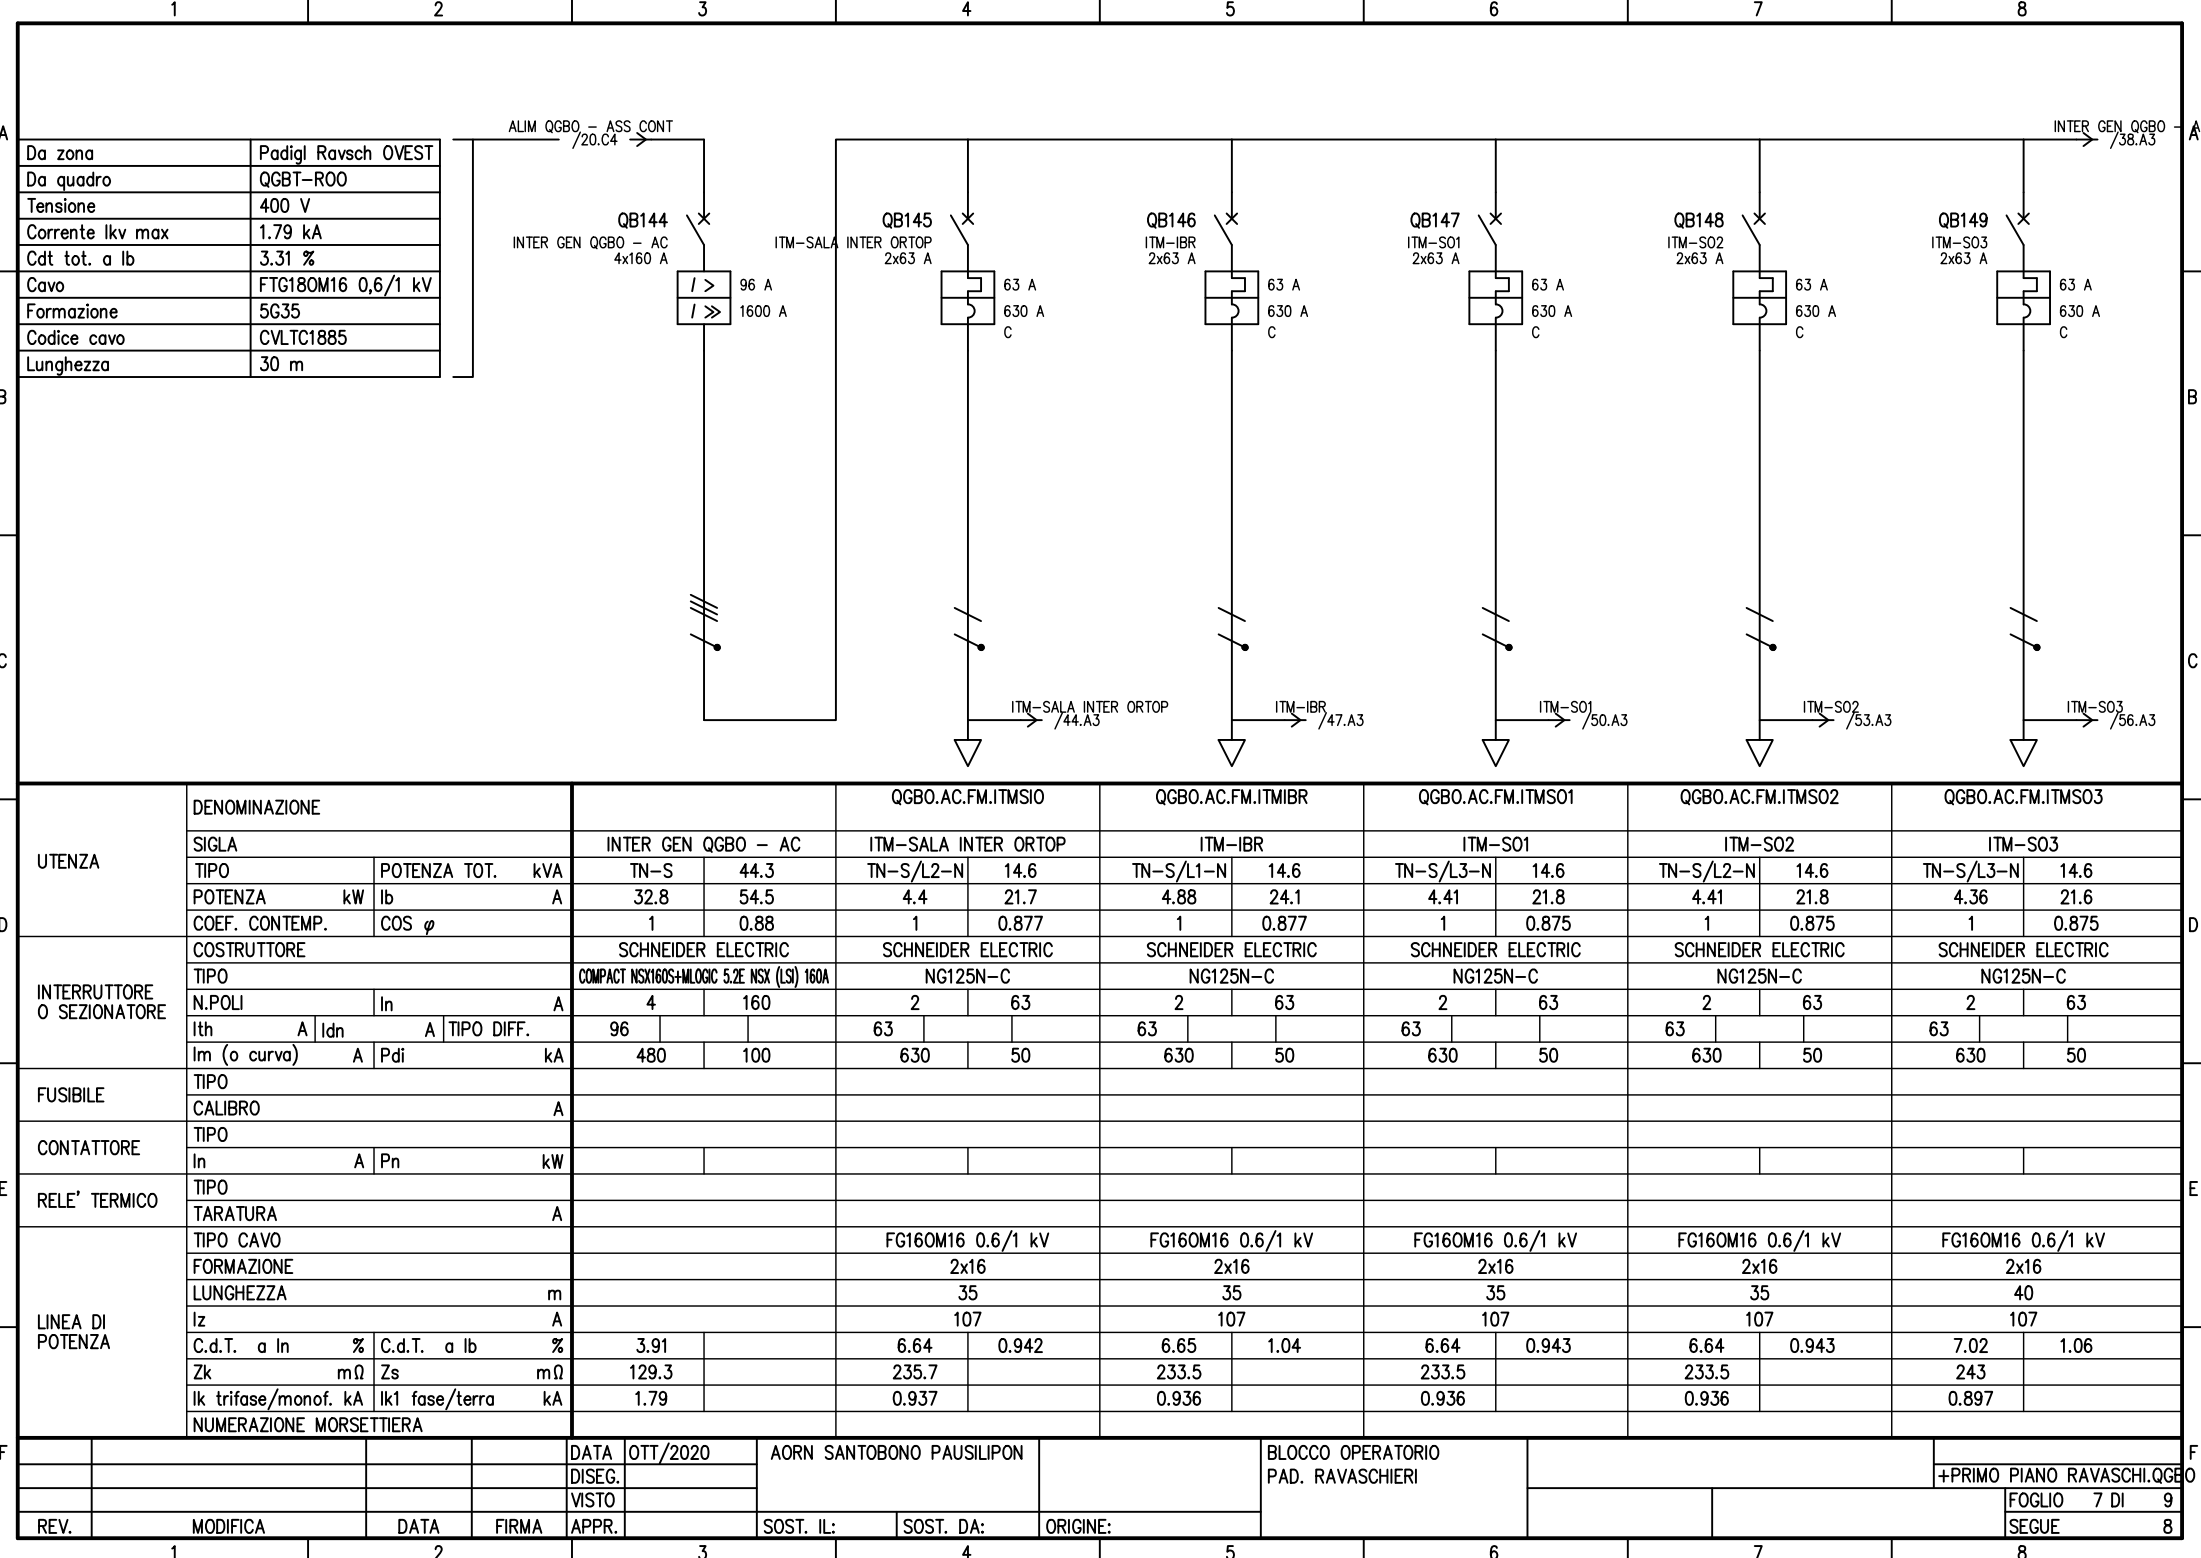 1 2 3 4 5 6 7 8
A A
ALIM QGBO - ASS CONT
/20.C4
INTER GEN QGBO - A
/38.A3
Da zona Padigl Ravsch OVEST
Da quadro QGBT-R00
Tensione 400 V
Corrente Ikv max 1.79 kA
Cdt tot. a Ib 3.31 %
Cavo FTG18OM16 0,6/1 kV
Formazione 5G35
Codice cavo CVLTC1885
Lunghezza 30 m
QB144
INTER GEN QGBO - AC
4x160 A
I > 96 A
I >> 1600 A
QB145
ITM-SALA INTER ORTOP
2x63 A
63 A
630 A
C
QB146
ITM-IBR
2x63 A
63 A
630 A
C
QB147
ITM-SO1
2x63 A
63 A
630 A
C
QB148
ITM-SO2
2x63 A
63 A
630 A
C
QB149
ITM-SO3
2x63 A
63 A
630 A
C
B B
C C
ITM-SALA INTER ORTOP
/44.A3
ITM-IBR
/47.A3
ITM-SO1
/50.A3
ITM-SO2
/53.A3
ITM-SO3
/56.A3
UTENZA
DENOMINAZIONE QGBO.AC.FM.ITMSIO QGBO.AC.FM.ITMIBR QGBO.AC.FM.ITMSO1 QGBO.AC.FM.ITMSO2 QGBO.AC.FM.ITMSO3
SIGLA INTER GEN QGBO - AC ITM-SALA INTER ORTOP ITM-IBR ITM-SO1 ITM-SO2 ITM-SO3
TIPO POTENZA TOT. kVA TN-S 44.3 TN-S/L2-N 14.6 TN-S/L1-N 14.6 TN-S/L3-N 14.6 TN-S/L2-N 14.6 TN-S/L3-N 14.6
POTENZA kW Ib A 32.8 54.5 4.4 21.7 4.88 24.1 4.41 21.8 4.41 21.8 4.36 21.6
D COEF. CONTEMP. COS φ 1 0.88 1 0.877 1 0.877 1 0.875 1 0.875 1 0.875 D
INTERRUTTORE
O SEZIONATORE
COSTRUTTORE SCHNEIDER ELECTRIC SCHNEIDER ELECTRIC SCHNEIDER ELECTRIC SCHNEIDER ELECTRIC SCHNEIDER ELECTRIC SCHNEIDER ELECTRIC
TIPO COMPACT NSX160S+MLOGIC 5.2E NSX (LSI) 160A NG125N-C NG125N-C NG125N-C NG125N-C NG125N-C
N.POLI In A 4 160 2 63 2 63 2 63 2 63 2 63
Ith A Idn A TIPO DIFF. 96 63 63 63 63 63
Im (o curva) A Pdi kA 480 100 630 50 630 50 630 50 630 50 630 50
FUSIBILE
TIPO
CALIBRO A
CONTATTORE
TIPO
In A Pn kW
E RELE' TERMICO E
TIPO
TARATURA A
LINEA DI
POTENZA
TIPO CAVO FG16OM16 0.6/1 kV FG16OM16 0.6/1 kV FG16OM16 0.6/1 kV FG16OM16 0.6/1 kV FG16OM16 0.6/1 kV
FORMAZIONE 2x16 2x16 2x16 2x16 2x16
LUNGHEZZA m 35 35 35 35 40
Iz A 107 107 107 107 107
C.d.T. a In % C.d.T. a Ib % 3.91 6.64 0.942 6.65 1.04 6.64 0.943 6.64 0.943 7.02 1.06
Zk mΩ Zs mΩ 129.3 235.7 233.5 233.5 233.5 243
Ik trifase/monof. kA Ik1 fase/terra kA 1.79 0.937 0.936 0.936 0.936 0.897
NUMERAZIONE MORSETTIERA
F F
DATA OTT/2020 AORN SANTOBONO PAUSILIPON BLOCCO OPERATORIO
DISEG. PAD. RAVASCHIERI +PRIMO PIANO RAVASCHI.QGBO
VISTO FOGLIO 7 DI 9
REV. MODIFICA DATA FIRMA APPR. SOST. IL: SOST. DA: ORIGINE: SEGUE 8
1 2 3 4 5 6 7 8